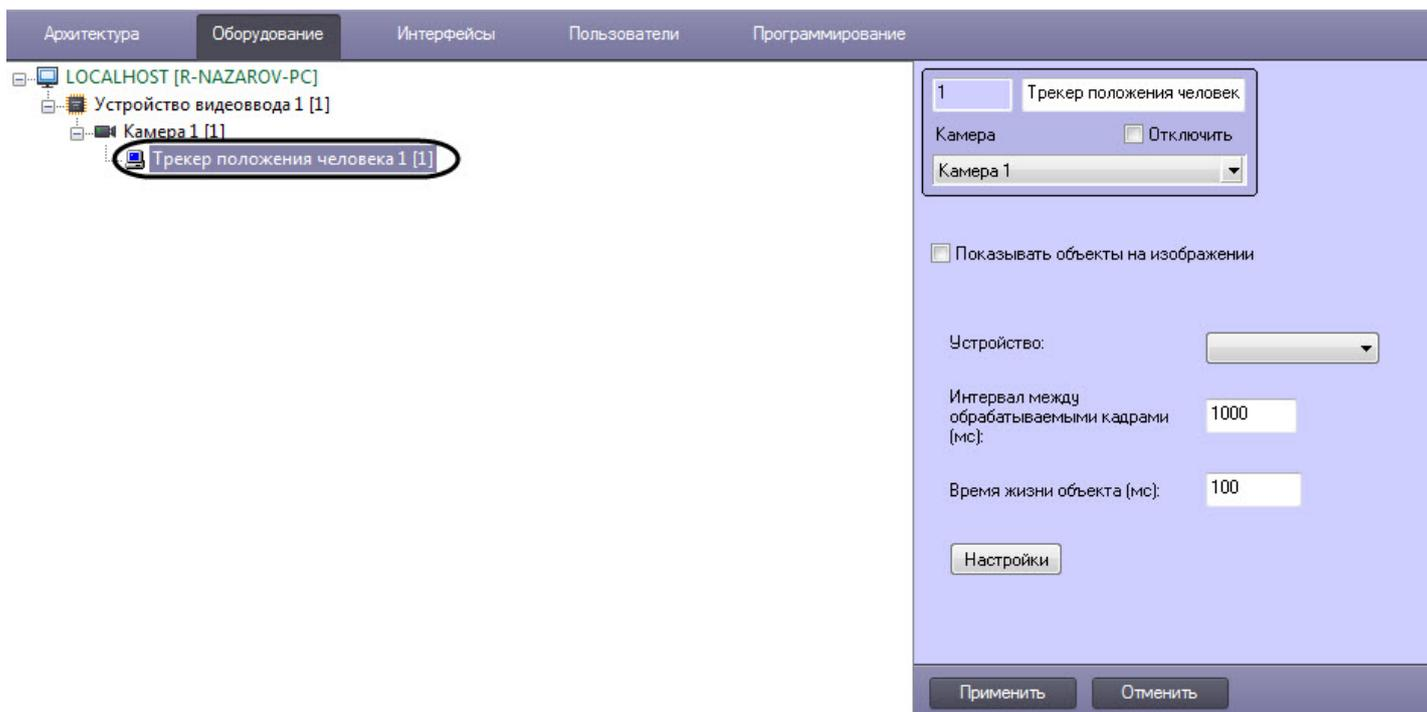 Архитектура Оборудование Интерфейсы Пользователи Программирование
LOCALHOST [R-NAZAROV-PC]
Устройство видеоввода 1 [1]
Камера 1 [1]
Трекер положения человека 1 [1]
1 Трекер положения человек
Камера Отключить
Камера 1
Показывать объекты на изображении
Устройство:
Интервал между
обрабатываемыми кадрами
(мс):
1000
Время жизни объекта (мс): 100
Настройки
Применить Отменить